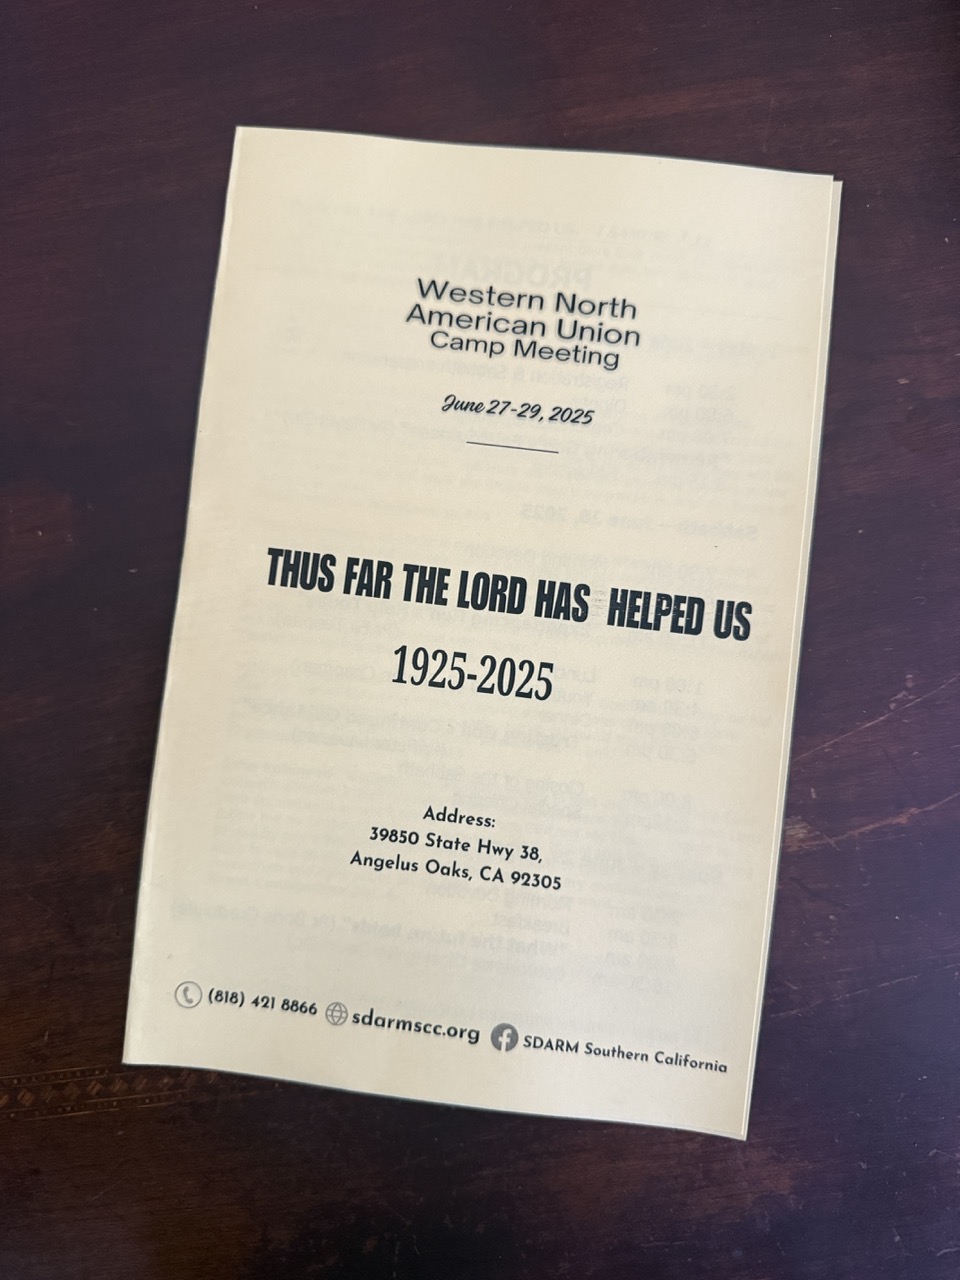 Western North
American Union
Camp Meeting
June 27-29, 2025
THUS FAR THE LORD HAS HELPED US
1925-2025
Address:
39850 State Hwy 38,
Angelus Oaks, CA 92305
(818) 421 8866 sdarmscc.org SDARM Southern California